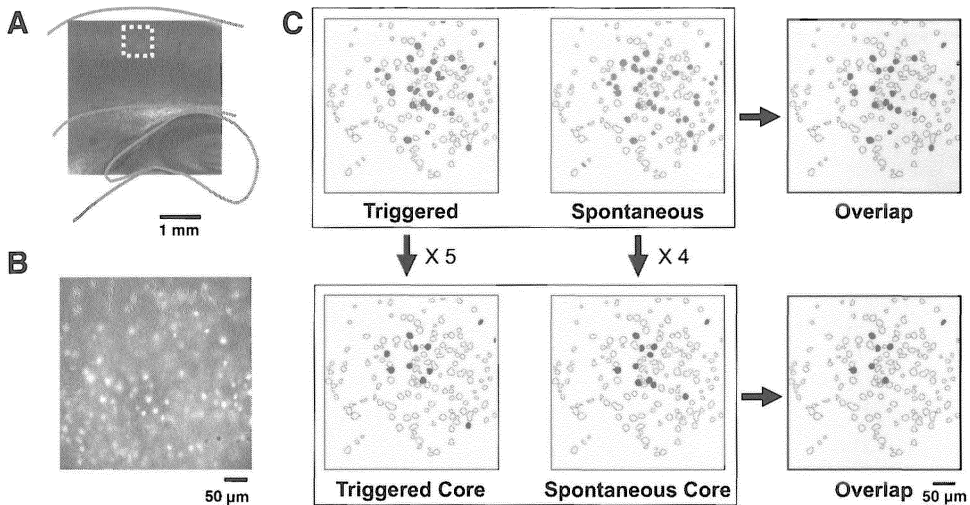 A
1 mm
B
50 µm
C
Triggered
Spontaneous
Overlap
X 5
X 4
Triggered Core
Spontaneous Core
Overlap
50 µm